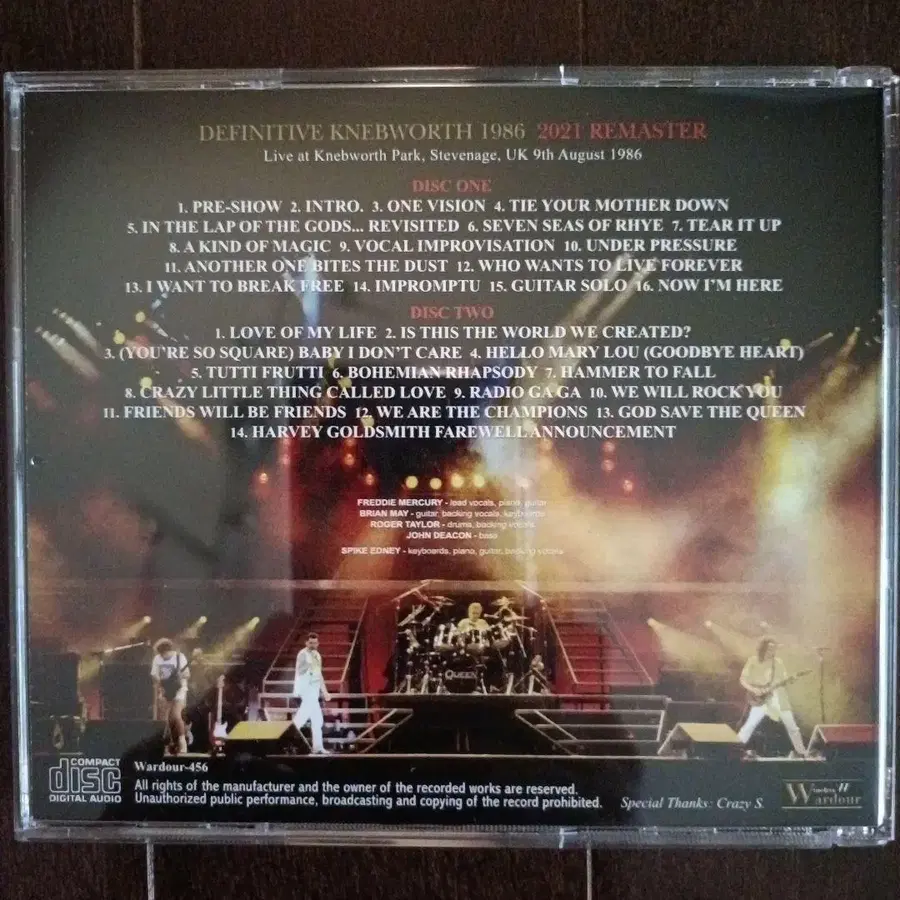 DEFINITIVE KNEBWORTH 1986 2021 REMASTER
Live at Knebworth Park, Stevenage, UK 9th August 1986
DISC ONE
1. PRE-SHOW 2. INTRO. 3. ONE VISION 4. TIE YOUR MOTHER DOWN
5. IN THE LAP OF THE GODS... REVISITED 6. SEVEN SEAS OF RHYE 7. TEAR IT UP
8. A KIND OF MAGIC 9. VOCAL IMPROVISATION 10. UNDER PRESSURE
11. ANOTHER ONE BITES THE DUST 12. WHO WANTS TO LIVE FOREVER
13. I WANT TO BREAK FREE 14. IMPROMPTU 15. GUITAR SOLO 16. NOW I'M HERE
DISC TWO
1. LOVE OF MY LIFE 2. IS THIS THE WORLD WE CREATED?
3. (YOU'RE SO SQUARE) BABY I DON'T CARE 4. HELLO MARY LOU (GOODBYE HEART)
5. TUTTI FRUTTI 6. BOHEMIAN RHAPSODY 7. HAMMER TO FALL
8. CRAZY LITTLE THING CALLED LOVE 9. RADIO GA GA 10. WE WILL ROCK YOU
11. FRIENDS WILL BE FRIENDS 12. WE ARE THE CHAMPIONS 13. GOD SAVE THE QUEEN
14. HARVEY GOLDSMITH FAREWELL ANNOUNCEMENT
FREDDIE MERCURY - lead vocals, piano, guitar
BRIAN MAY - guitar, backing vocals, keyboards
ROGER TAYLOR - drums, backing vocals
JOHN DEACON - bass
SPIKE EDNEY - keyboards, piano, guitar, backing vocals
QUEEN
COMPACT
disc
DIGITAL AUDIO
Wardour-456
All rights of the manufacturer and the owner of the recorded works are reserved.
Unauthorized public performance, broadcasting and copying of the record prohibited.
Special Thanks: Crazy S.
Wardour